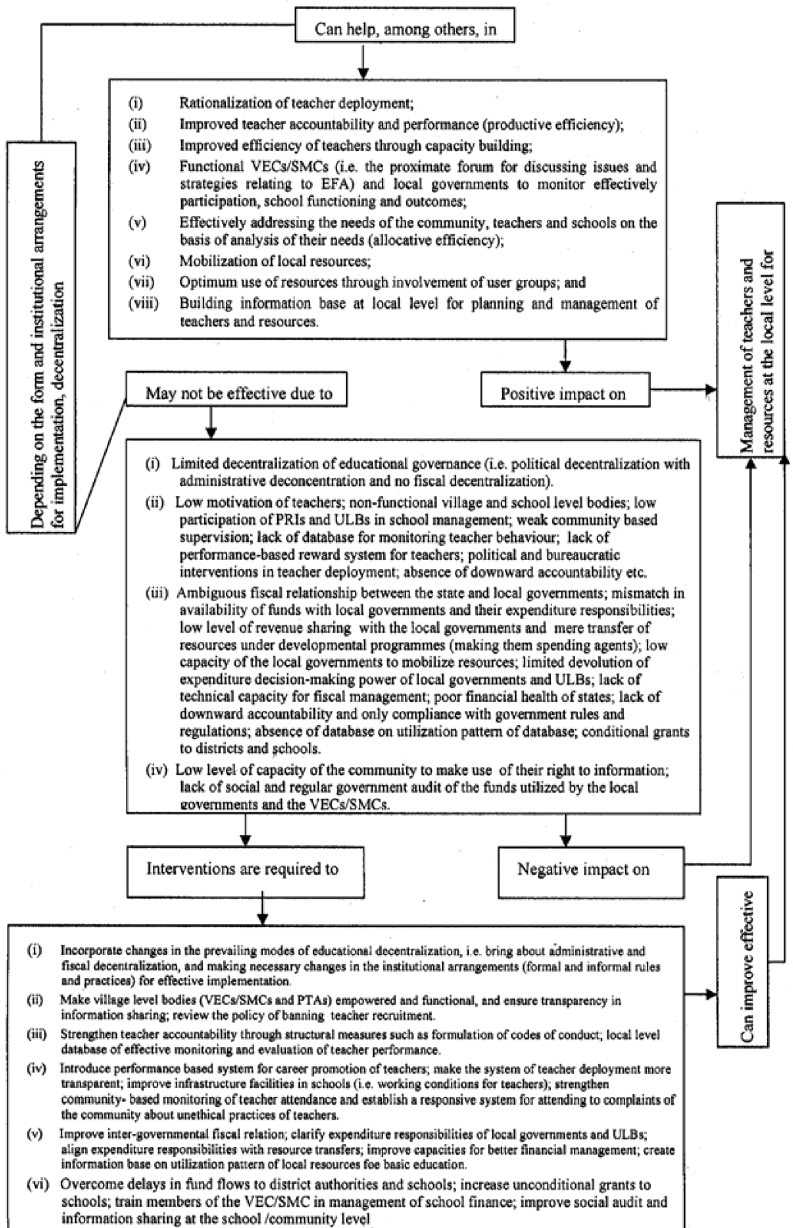 Can help, among others, in
(i) Rationalization of teacher deployment;
(ii) Improved teacher accountability and performance (productive efficiency);
(iii) Improved efficiency of teachers through capacity building;
(iv) Functional VECs/SMCs (i.e. the proximate forum for discussing issues and
strategies relating to EFA) and local governments to monitor effectively
participation, school functioning and outcomes;
(v) Effectively addressing the needs of the community, teachers and schools on the
basis of analysis of their needs (allocative efficiency);
(vi) Mobilization of local resources;
(vii) Optimum use of resources through involvement of user groups; and
(viii) Building information base at local level for planning and management of
teachers and resources.
Depending on the form and institutional arrangements
for implementation, decentralization
Management of teachers and
resources at the local level for
May not be effective due to
Positive impact on
(i) Limited decentralization of educational governance (i.e. political decentralization with
administrative deconcentration and no fiscal decentralization).
(ii) Low motivation of teachers; non-functional village and school level bodies; low
participation of PRIs and ULBs in school management; weak community based
supervision; lack of database for monitoring teacher behaviour; lack of
performance-based reward system for teachers; political and bureaucratic
interventions in teacher deployment; absence of downward accountability etc.
(iii) Ambiguous fiscal relationship between the state and local governments; mismatch in
availability of funds with local governments and their expenditure responsibilities;
low level of revenue sharing with the local governments and mere transfer of
resources under developmental programmes (making them spending agents); low
capacity of the local governments to mobilize resources; limited devolution of
expenditure decision-making power of local governments and ULBs; lack of
technical capacity for fiscal management; poor financial health of states; lack of
downward accountability and only compliance with government rules and
regulations; absence of database on utilization pattern of database; conditional grants
to districts and schools.
(iv) Low level of capacity of the community to make use of their right to information;
lack of social and regular government audit of the funds utilized by the local
governments and the VECs/SMCs.
Interventions are required to
Negative impact on
Can improve effective
(i) Incorporate changes in the prevailing modes of educational decentralization, i.e. bring about administrative and
fiscal decentralization, and making necessary changes in the institutional arrangements (formal and informal rules
and practices) for effective implementation.
(ii) Make village level bodies (VECs/SMCs and PTAs) empowered and functional, and ensure transparency in
information sharing; review the policy of banning teacher recruitment.
(iii) Strengthen teacher accountability through structural measures such as formulation of codes of conduct; local level
database of effective monitoring and evaluation of teacher performance.
(iv) Introduce performance based system for career promotion of teachers; make the system of teacher deployment more
transparent; improve infrastructure facilities in schools (i.e. working conditions for teachers); strengthen
community- based monitoring of teacher attendance and establish a responsive system for attending to complaints of
the community about unethical practices of teachers.
(v) Improve inter-governmental fiscal relation; clarify expenditure responsibilities of local governments and ULBs;
align expenditure responsibilities with resource transfers; improve capacities for better financial management; create
information base on utilization pattern of local resources foe basic education.
(vi) Overcome delays in fund flows to district authorities and schools; increase unconditional grants to
schools; train members of the VEC/SMC in management of school finance; improve social audit and
information sharing at the school /community level